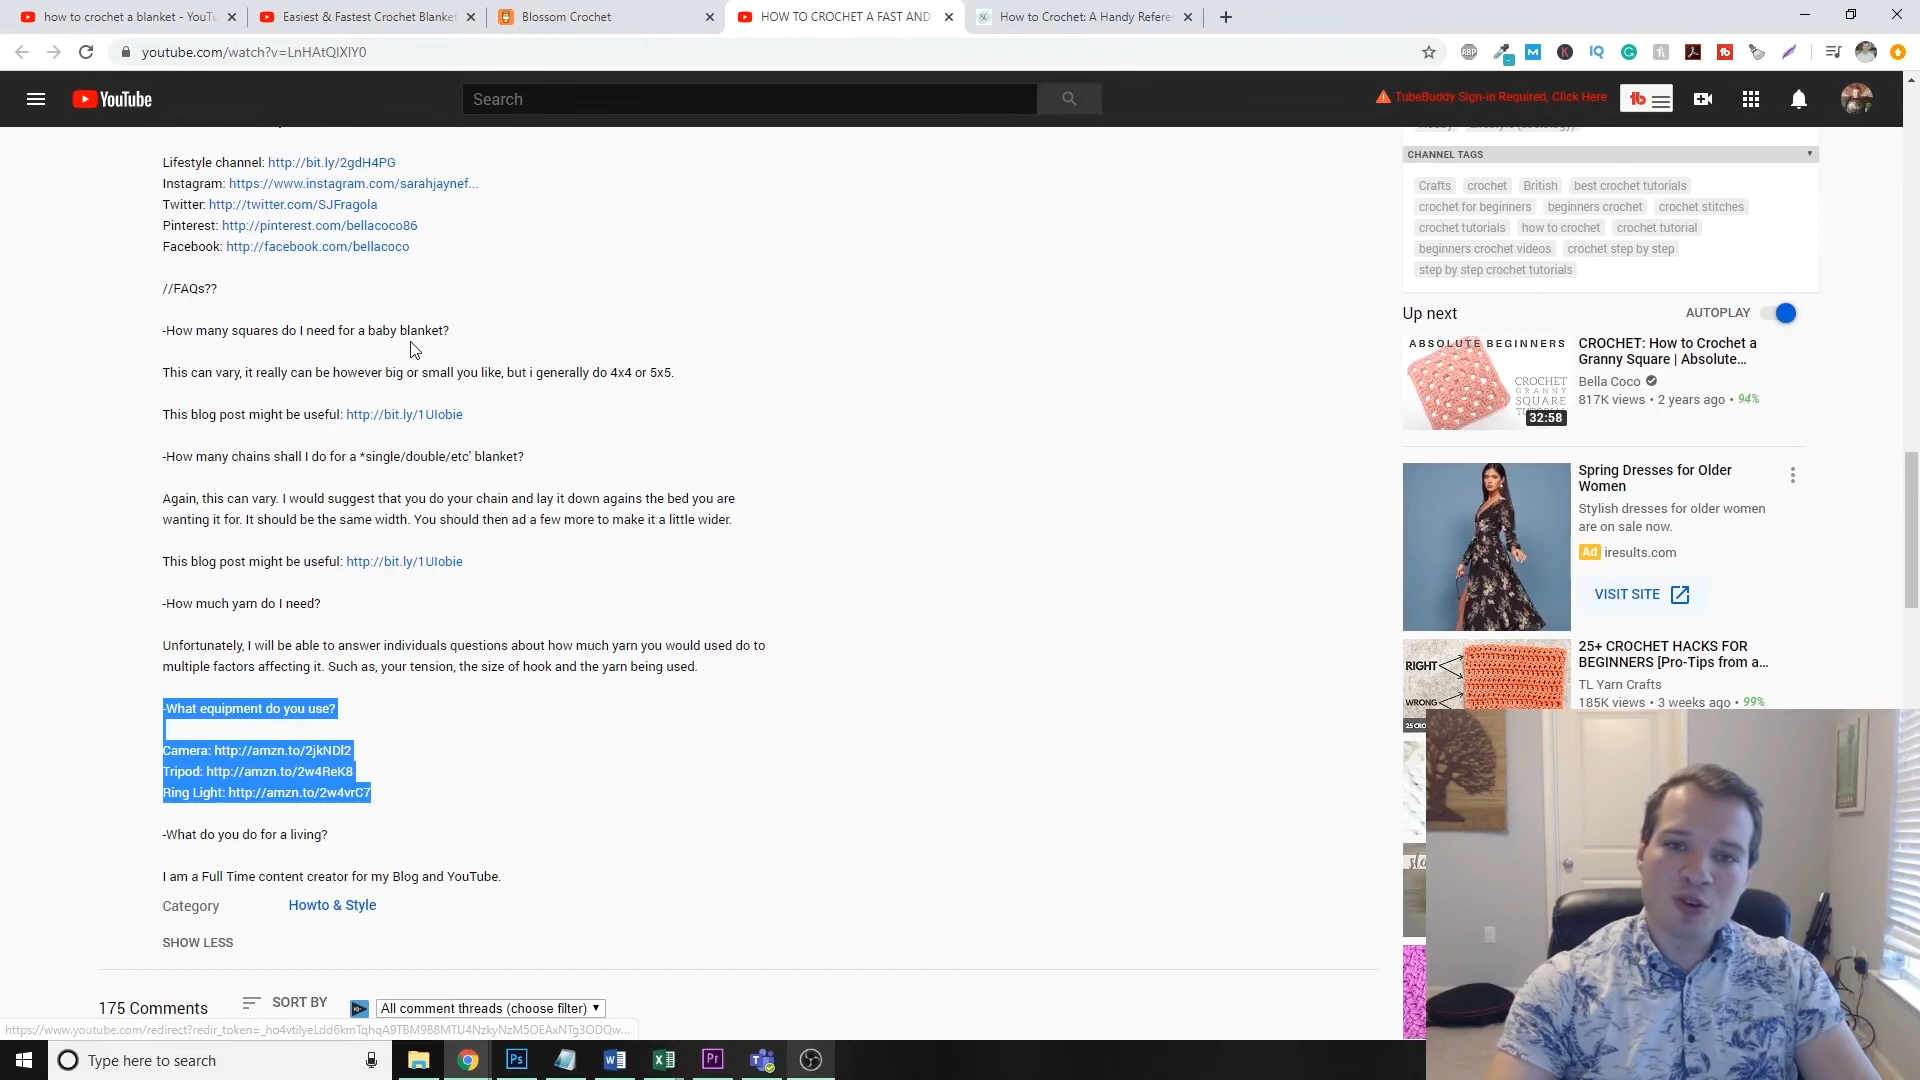 how to crochet a blanket - YouTu
Easiest & Fastest Crochet Blanket
Blossom Crochet
HOW TO CROCHET A FAST AND
How to Crochet: A Handy Refere
youtube.com/watch?v=LnHAtQIXlY0
YouTube
Search
TubeBuddy Sign-in Required, Click Here
Lifestyle channel: http://bit.ly/2gdH4PG
Instagram: https://www.instagram.com/sarahjaynef...
Twitter: http://twitter.com/SJFragola
Pinterest: http://pinterest.com/bellacoco86
Facebook: http://facebook.com/bellacoco
//FAQs??
-How many squares do I need for a baby blanket?
This can vary, it really can be however big or small you like, but i generally do 4x4 or 5x5.
This blog post might be useful: http://bit.ly/1UIobie
-How many chains shall I do for a *single/double/etc' blanket?
Again, this can vary. I would suggest that you do your chain and lay it down agains the bed you are
wanting it for. It should be the same width. You should then ad a few more to make it a little wider.
This blog post might be useful: http://bit.ly/1UIobie
-How much yarn do I need?
Unfortunately, I will be able to answer individuals questions about how much yarn you would used do to
multiple factors affecting it. Such as, your tension, the size of hook and the yarn being used.
-What equipment do you use?
Camera: http://amzn.to/2jkNDl2
Tripod: http://amzn.to/2w4ReK8
Ring Light: http://amzn.to/2w4vrC7
-What do you do for a living?
I am a Full Time content creator for my Blog and YouTube.
Category
Howto & Style
SHOW LESS
175 Comments
SORT BY
All comment threads (choose filter)
CHANNEL TAGS
Crafts crochet British best crochet tutorials
crochet for beginners beginners crochet crochet stitches
crochet tutorials how to crochet crochet tutorial
beginners crochet videos crochet step by step
step by step crochet tutorials
Up next
AUTOPLAY
ABSOLUTE BEGINNERS
CROCHET
GRANNY
SQUARE
32:58
CROCHET: How to Crochet a
Granny Square | Absolute...
Bella Coco
817K views • 2 years ago • 94%
Spring Dresses for Older
Women
Stylish dresses for older women
are on sale now.
Ad iresults.com
VISIT SITE
RIGHT
WRONG
25+ CROCHET HACKS FOR
BEGINNERS [Pro-Tips from a...
TL Yarn Crafts
185K views • 3 weeks ago • 99%
Type here to search